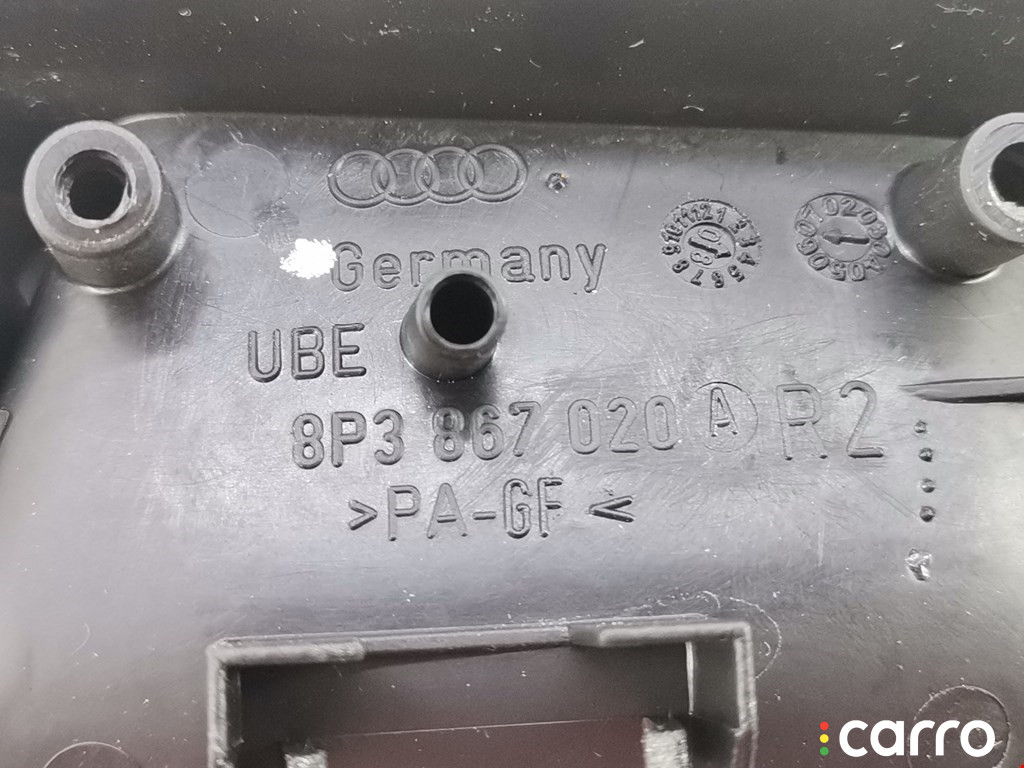 Germany
UBE
8P3 867 020 A R2
>PA-GF<
carro